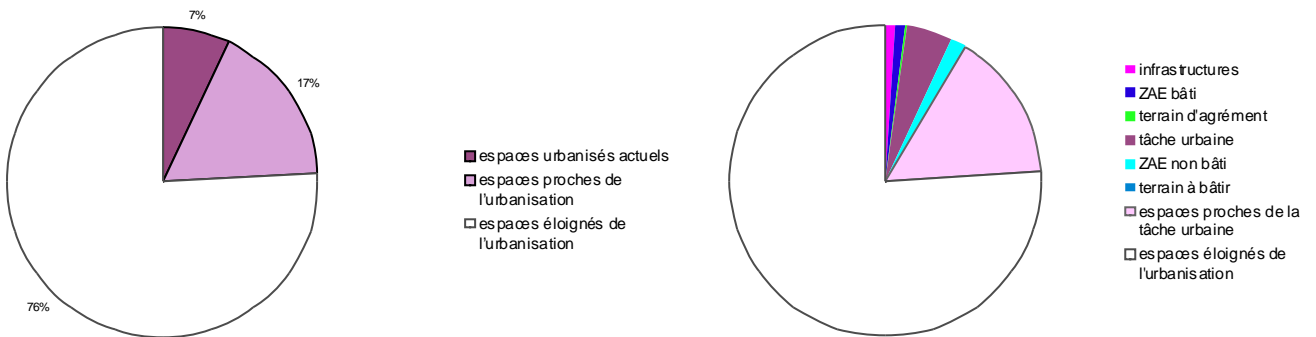 7%
17%
76%
espaces urbanisés actuels
espaces proches de
l'urbanisation
espaces éloignés de
l'urbanisation
infrastructures
ZAE bâti
terrain d'agrément
tâche urbaine
ZAE non bâti
terrain à bâtir
espaces proches de la
tâche urbaine
espaces éloignés de
l'urbanisation